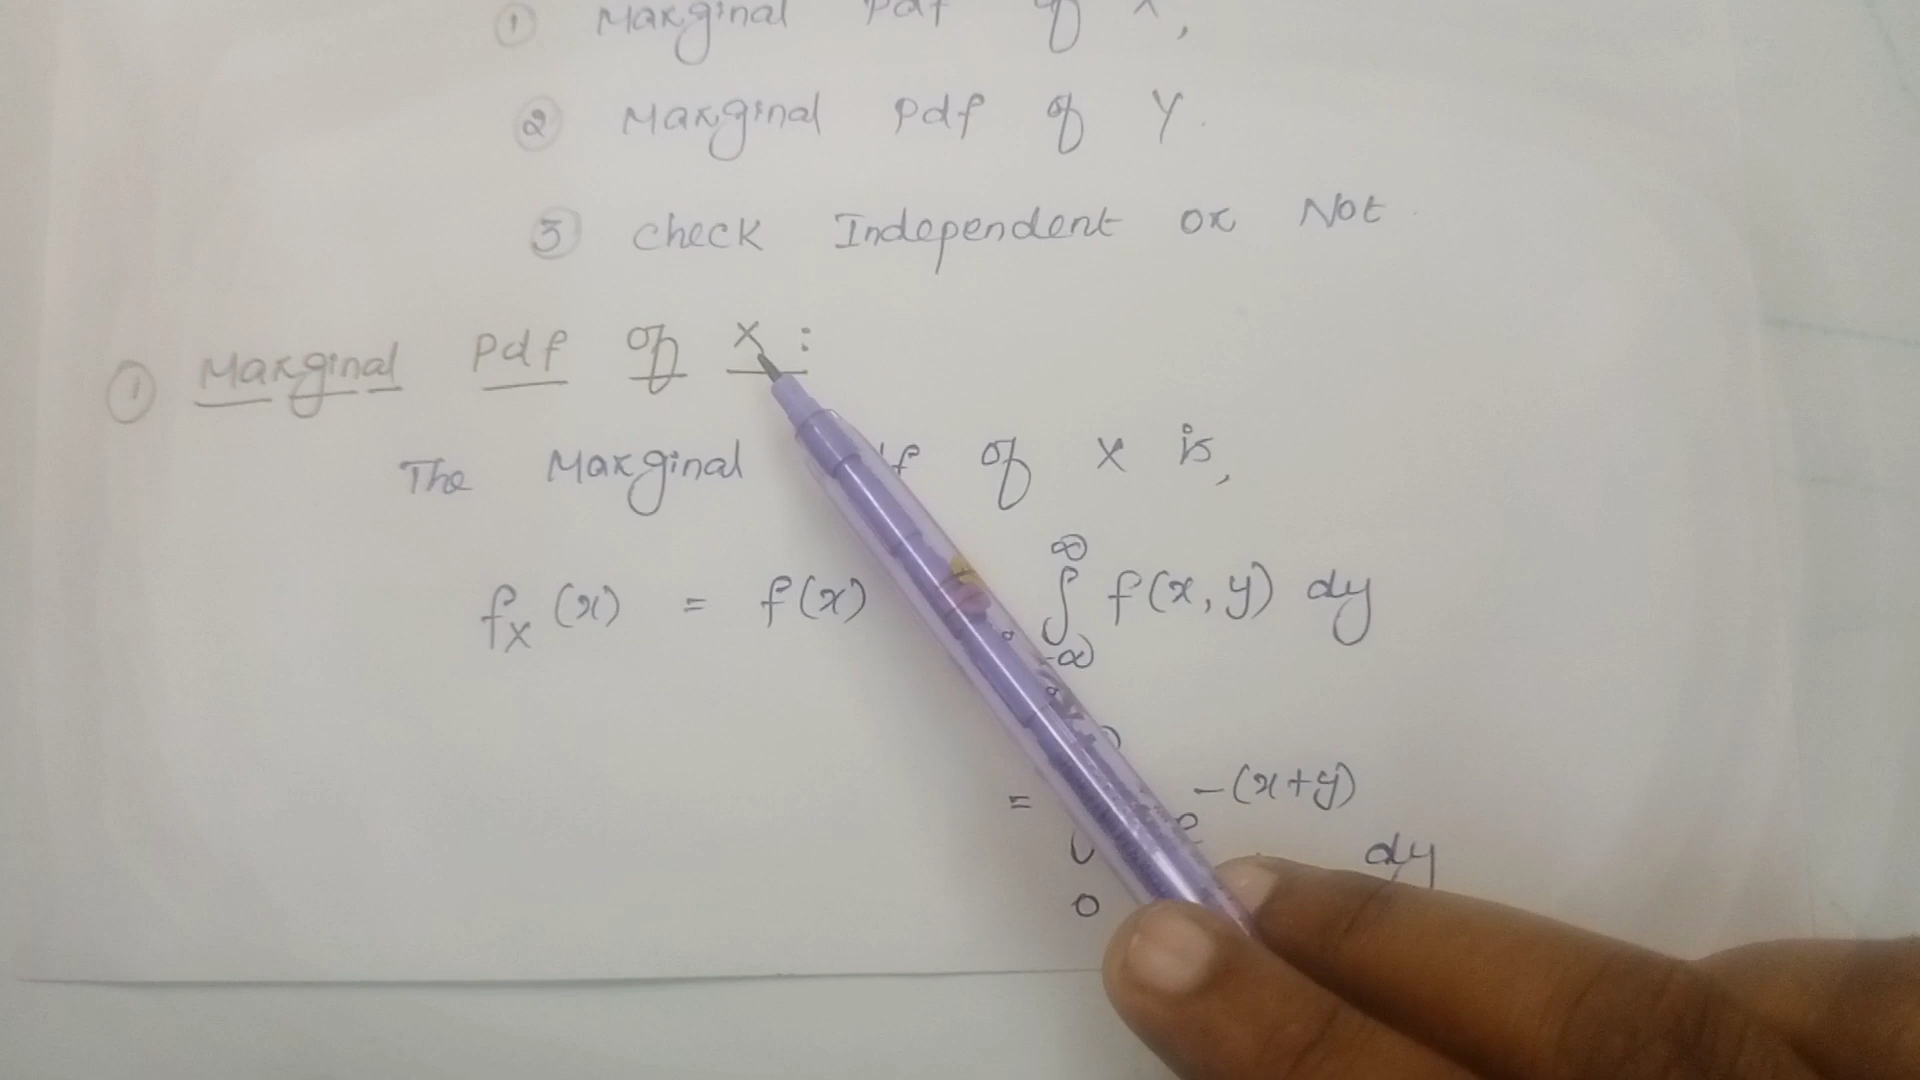 ① Marginal Pdf of X,
② Marginal Pdf of Y.
③ check Independent or Not
① Marginal Pdf of X :
The Marginal of X is,
fX (x) = f(x) ∫ f(x, y) dy
∞
-∞
= e -(x+y) dy
0